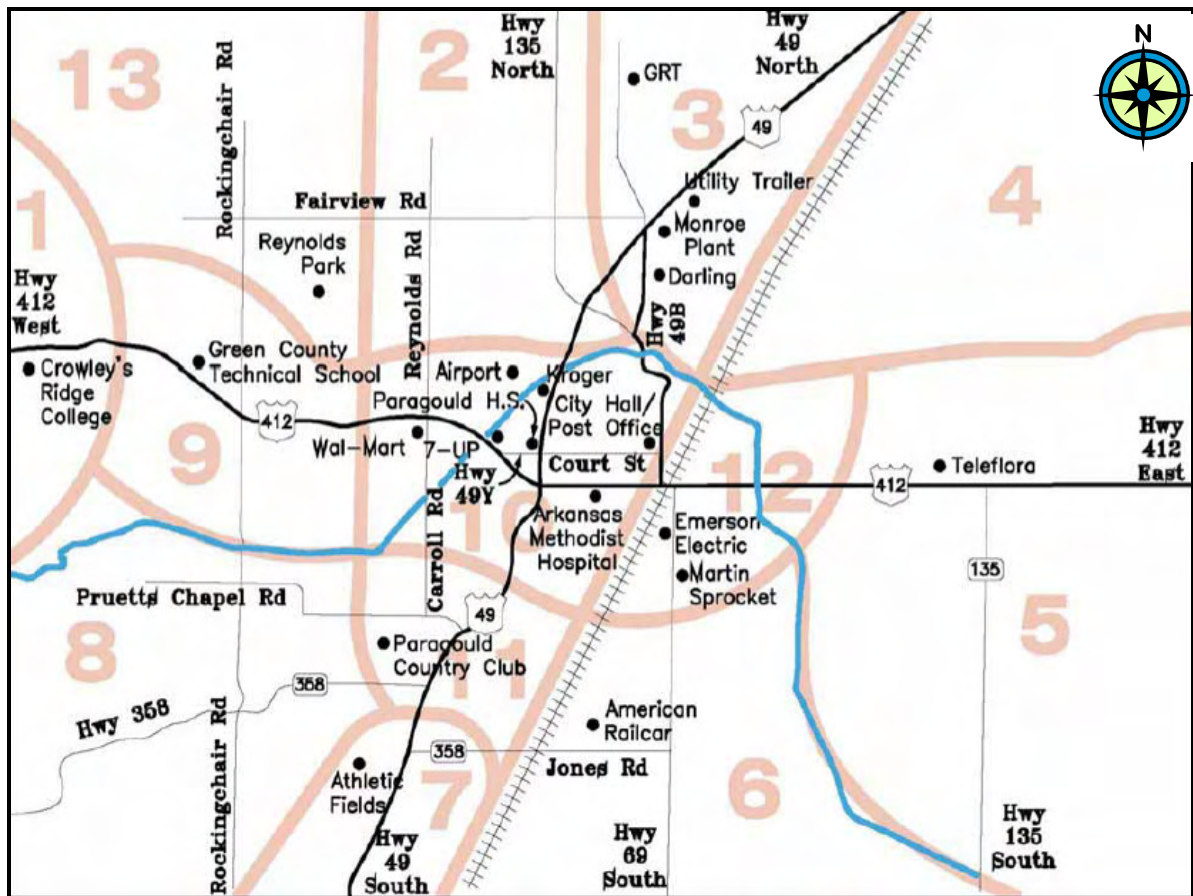 Hwy
135
North
Hwy
49
North
N
13
2
3
GRT
Rockingchair Rd
49
4
1
Utility Trailer
Fairview Rd
Monroe
Plant
Reynolds
Park
Reynolds Rd
Darling
Hwy
412
West
Hwy
49B
Green County
Technical School
Crowley's
Ridge
College
Airport
Kroger
Paragould H.S.
City Hall/
Post Office
412
Wal-Mart
7-UP
9
Court St
Hwy
49Y
12
Teleflora
Hwy
412
East
412
Carroll Rd
10
Arkansas
Methodist
Hospital
Emerson
Electric
Martin
Sprocket
135
Pruetts Chapel Rd
49
8
5
Paragould
Country Club
11
358
Hwy 358
Rockingchair Rd
American
Railcar
358
Jones Rd
Athletic
Fields
7
6
Hwy
49
South
Hwy
69
South
Hwy
135
South